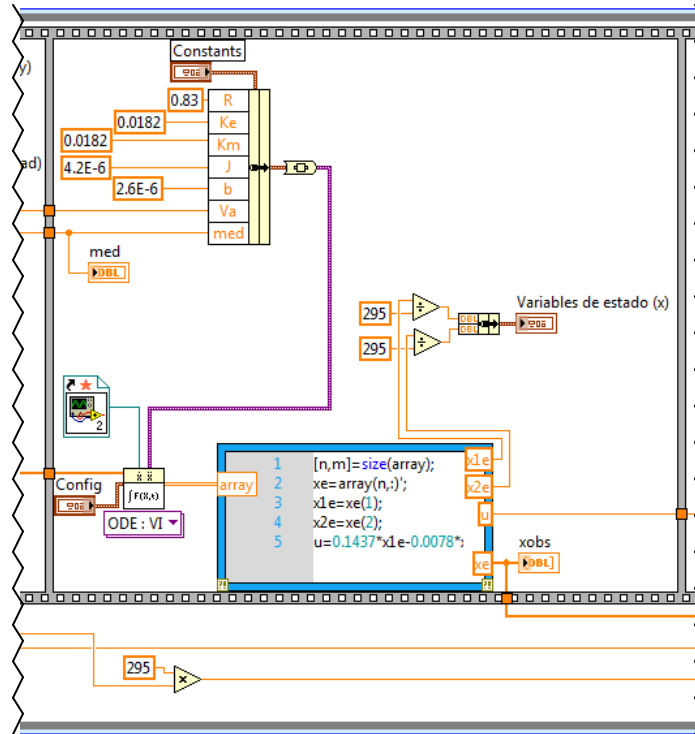 Constants
y)
0.83
R
0.0182
Ke
0.0182
Km
ad)
4.2E-6
J
2.6E-6
b
Va
med
med
DBL
295
DBL
DBL
Variables de estado (x)
295
2
Config
F(X,t)
ODE : VI
array
1 [n,m]=size(array);
2 xe=array(n,:)';
3 x1e=xe(1);
4 x2e=xe(2);
5 u=0.1437*x1e-0.0078*
x1e
x2e
u
xe
xobs
DBL
295